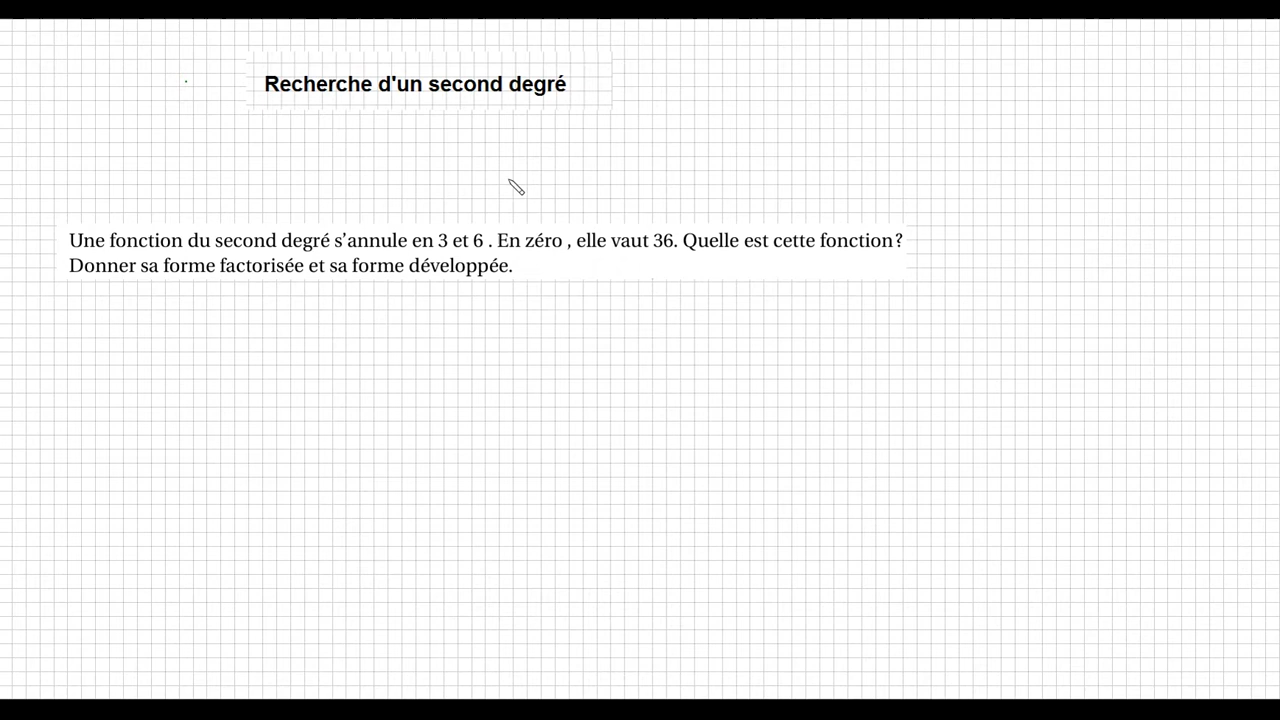 Recherche d'un second degré
Une fonction du second degré s’annule en 3 et 6 . En zéro , elle vaut 36. Quelle est cette fonction?
Donner sa forme factorisée et sa forme développée.